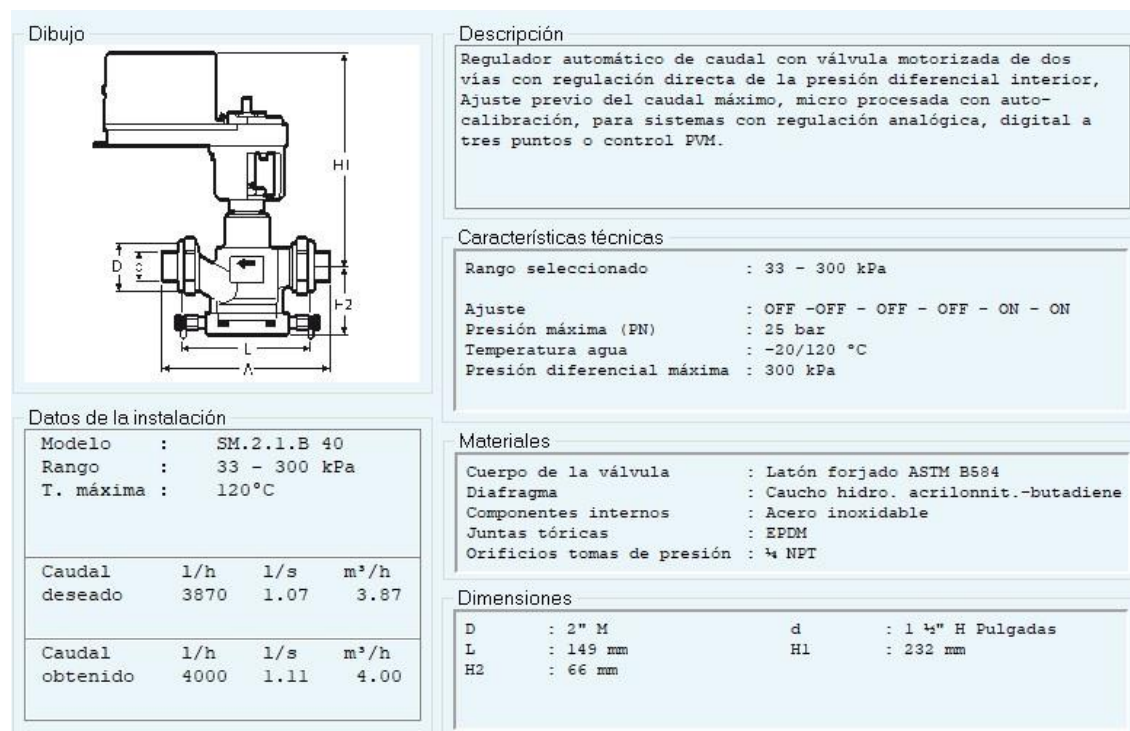 Dibujo
H1
D
H2
L
A
Datos de la instalación
Modelo : SM.2.1.B 40
Rango : 33 - 300 kPa
T. máxima : 120°C
Caudal l/h l/s m³/h
deseado 3870 1.07 3.87
Caudal l/h l/s m³/h
obtenido 4000 1.11 4.00
Descripción
Regulador automático de caudal con válvula motorizada de dos
vías con regulación directa de la presión diferencial interior,
Ajuste previo del caudal máximo, micro procesada con auto-
calibración, para sistemas con regulación analógica, digital a
tres puntos o control PVM.
Características técnicas
Rango seleccionado : 33 - 300 kPa
Ajuste : OFF -OFF - OFF - OFF - ON - ON
Presión máxima (PN) : 25 bar
Temperatura agua : -20/120 °C
Presión diferencial máxima : 300 kPa
Materiales
Cuerpo de la válvula : Latón forjado ASTM B584
Diafragma : Caucho hidro. acrilonnit.-butadiene
Componentes internos : Acero inoxidable
Juntas tóricas : EPDM
Orificios tomas de presión : ¼ NPT
Dimensiones
D : 2" M d : 1 ½" H Pulgadas
L : 149 mm H1 : 232 mm
H2 : 66 mm